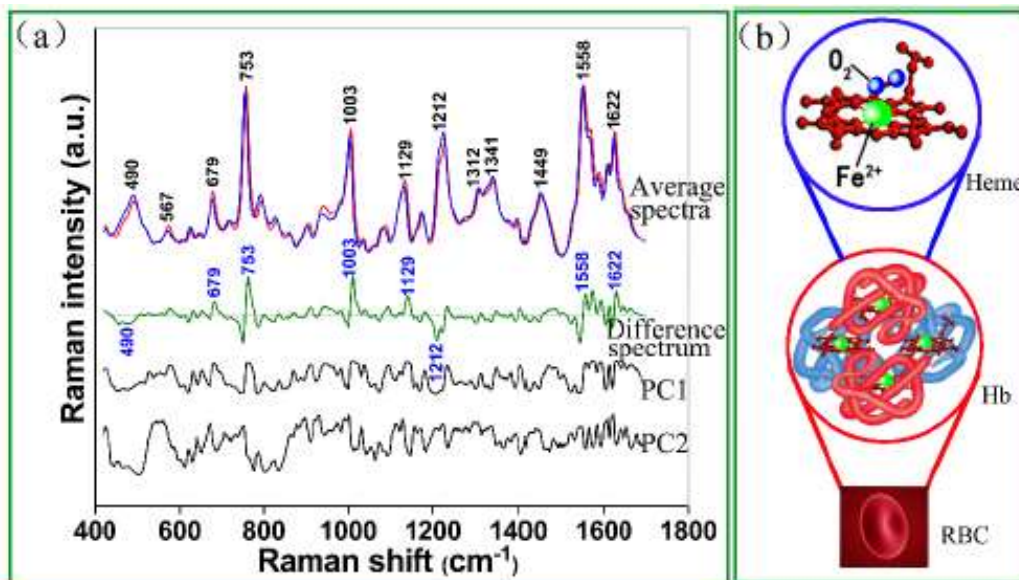 (a)
753
1558
1003
1212
1622
1129
1312
1341
679
1449
490
567
Average
spectra
753
1003
1558
1622
679
1129
490
1212
Difference
spectrum
PC1
PC2
Raman intensity (a.u.)
400 600 800 1000 1200 1400 1600 1800
Raman shift (cm⁻¹)
(b)
O₂
Fe²⁺
Heme
Hb
RBC